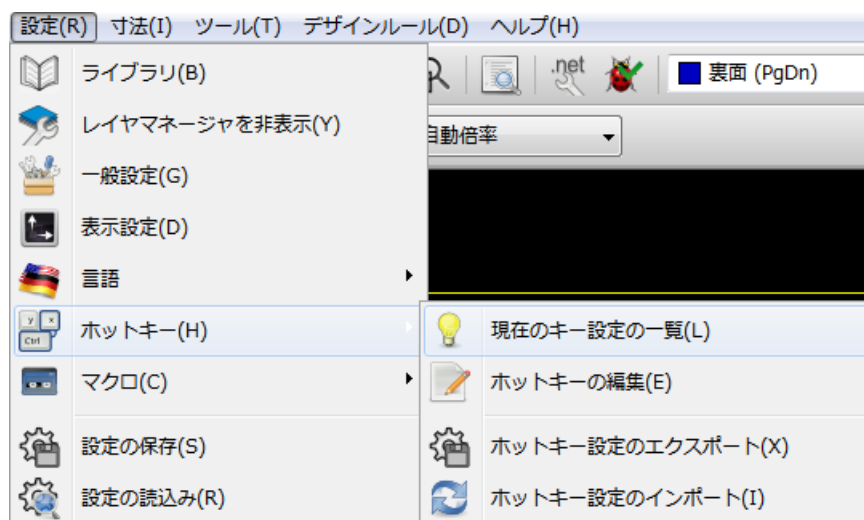 設定(R) 寸法(I) ツール(T) デザインルール(D) ヘルプ(H)
ライブラリ(B)
.net
裏面 (PgDn)
レイヤマネージャを非表示(Y)
自動倍率
一般設定(G)
表示設定(D)
言語
ホットキー(H)
y x
Ctrl
現在のキー設定の一覧(L)
マクロ(C)
ホットキーの編集(E)
設定の保存(S)
ホットキー設定のエクスポート(X)
設定の読込み(R)
ホットキー設定のインポート(I)